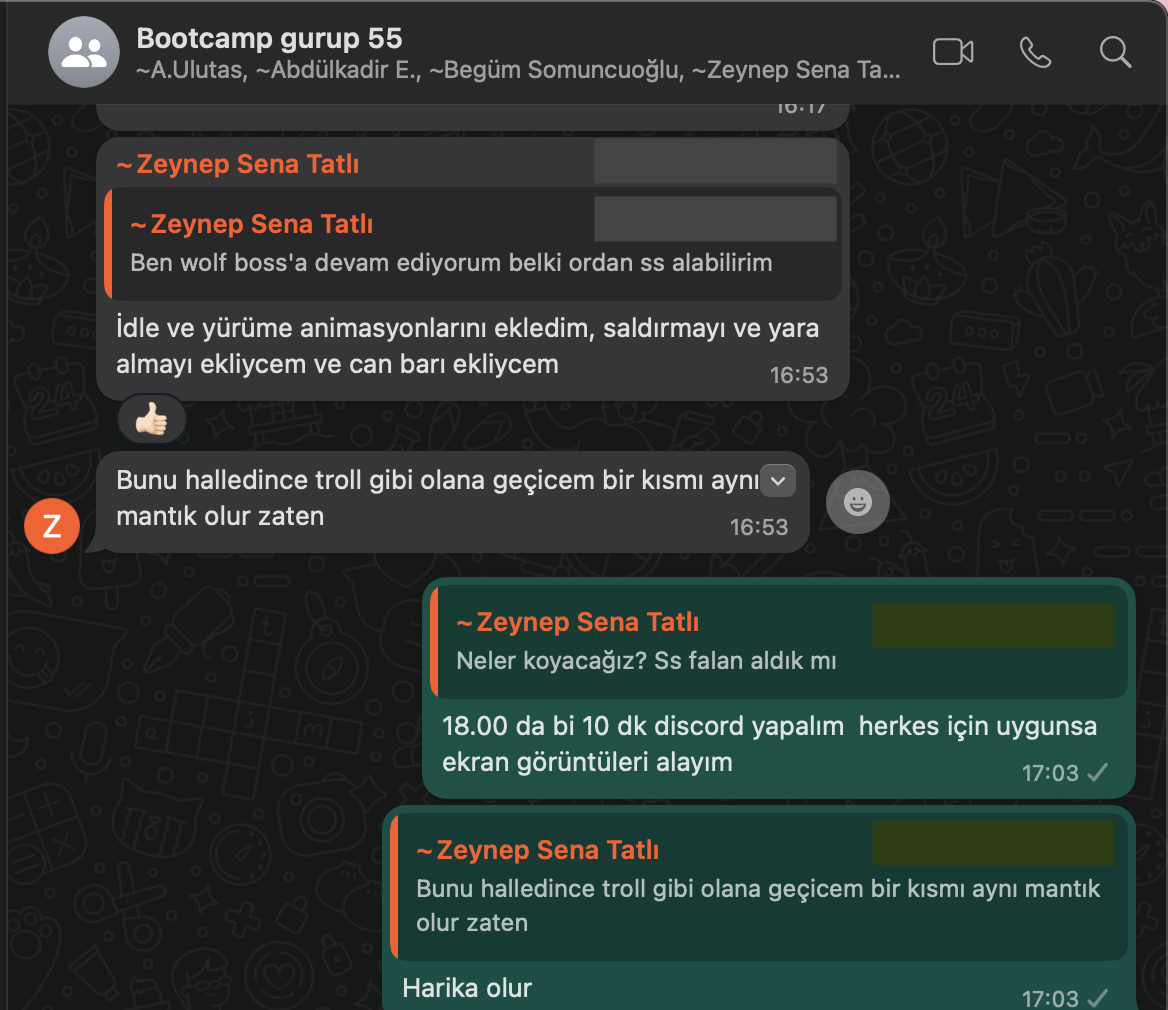 Bootcamp gurup 55
~A.Ulutas, ~Abdülkadir E., ~Begüm Somuncuoğlu, ~Zeynep Sena Ta...
16:17
~Zeynep Sena Tatlı
~Zeynep Sena Tatlı
Ben wolf boss'a devam ediyorum belki ordan ss alabilirim
İdle ve yürüme animasyonlarını ekledim, saldırmayı ve yara
almayı ekliycem ve can barı ekliycem
16:53
Bunu halledince troll gibi olana geçicem bir kısmı aynı
mantık olur zaten
16:53
Z
~Zeynep Sena Tatlı
Neler koyacağız? Ss falan aldık mı
18.00 da bi 10 dk discord yapalım herkes için uygunsa
ekran görüntüleri alayım
17:03
~Zeynep Sena Tatlı
Bunu halledince troll gibi olana geçicem bir kısmı aynı mantık
olur zaten
Harika olur
17:03